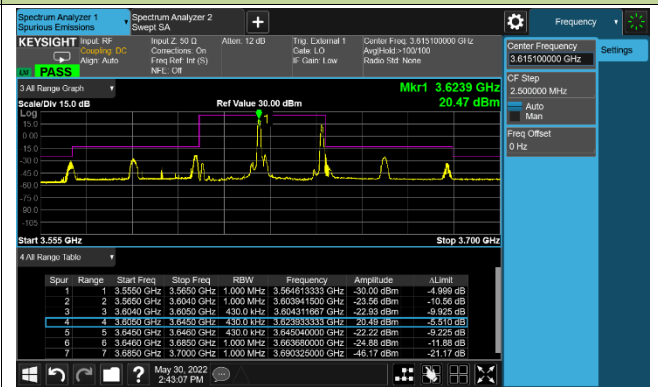 Spectrum Analyzer 1
Spurious Emissions
Spectrum Analyzer 2
Swept SA
+
Frequency
KEYSIGHT
Input: RF
Coupling: DC
Align: Auto
Input Z: 50 Ω
Corrections: On
Freq Ref: Int (S)
NFE: Off
Atten: 12 dB
Trig: External 1
Gate: LO
IF Gain: Low
Center Freq: 3.615100000 GHz
Avg|Hold:>100/100
Radio Std: None
PASS
Center Frequency
3.615100000 GHz
Settings
CF Step
2.500000 MHz
Auto
Man
Freq Offset
0 Hz
3 All Range Graph
Mkr1 3.6239 GHz
Scale/Div 15.0 dB
Ref Value 30.00 dBm
20.47 dBm
Log
15.0
0.00
-15.0
-30.0
-45.0
-60.0
-75.0
-90.0
-105
1
Start 3.555 GHz
Stop 3.700 GHz
4 All Range Table
Spur Range Start Freq Stop Freq RBW Frequency Amplitude ΔLimit
1 1 3.5550 GHz 3.5650 GHz 1.000 MHz 3.564613333 GHz -30.00 dBm -4.999 dB
2 2 3.5650 GHz 3.6040 GHz 1.000 MHz 3.603941500 GHz -23.56 dBm -10.56 dB
3 3 3.6040 GHz 3.6050 GHz 430.0 kHz 3.604311667 GHz -22.93 dBm -9.925 dB
4 4 3.6050 GHz 3.6450 GHz 430.0 kHz 3.623933333 GHz 20.49 dBm -5.510 dB
5 5 3.6450 GHz 3.6460 GHz 430.0 kHz 3.645040000 GHz -22.22 dBm -9.225 dB
6 6 3.6460 GHz 3.6850 GHz 1.000 MHz 3.663680000 GHz -24.88 dBm -11.88 dB
7 7 3.6850 GHz 3.7000 GHz 1.000 MHz 3.690325000 GHz -46.17 dBm -21.17 dB
?
May 30, 2022
2:43:07 PM